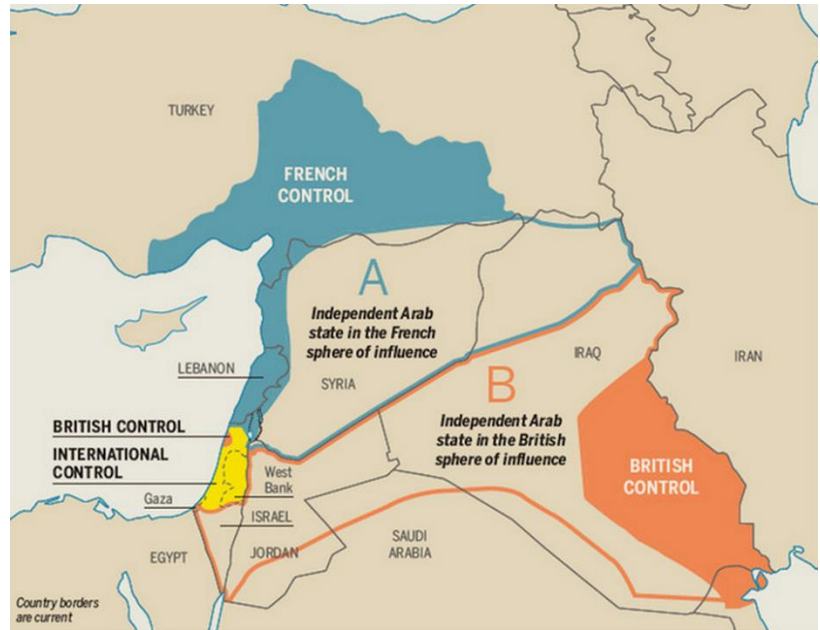 TURKEY
FRENCH
CONTROL
A
Independent Arab
state in the French
sphere of influence
LEBANON
SYRIA
IRAQ
IRAN
B
Independent Arab
state in the British
sphere of influence
BRITISH CONTROL
INTERNATIONAL
CONTROL
BRITISH
CONTROL
West
Bank
Gaza
ISRAEL
EGYPT
JORDAN
SAUDI
ARABIA
Country borders
are current